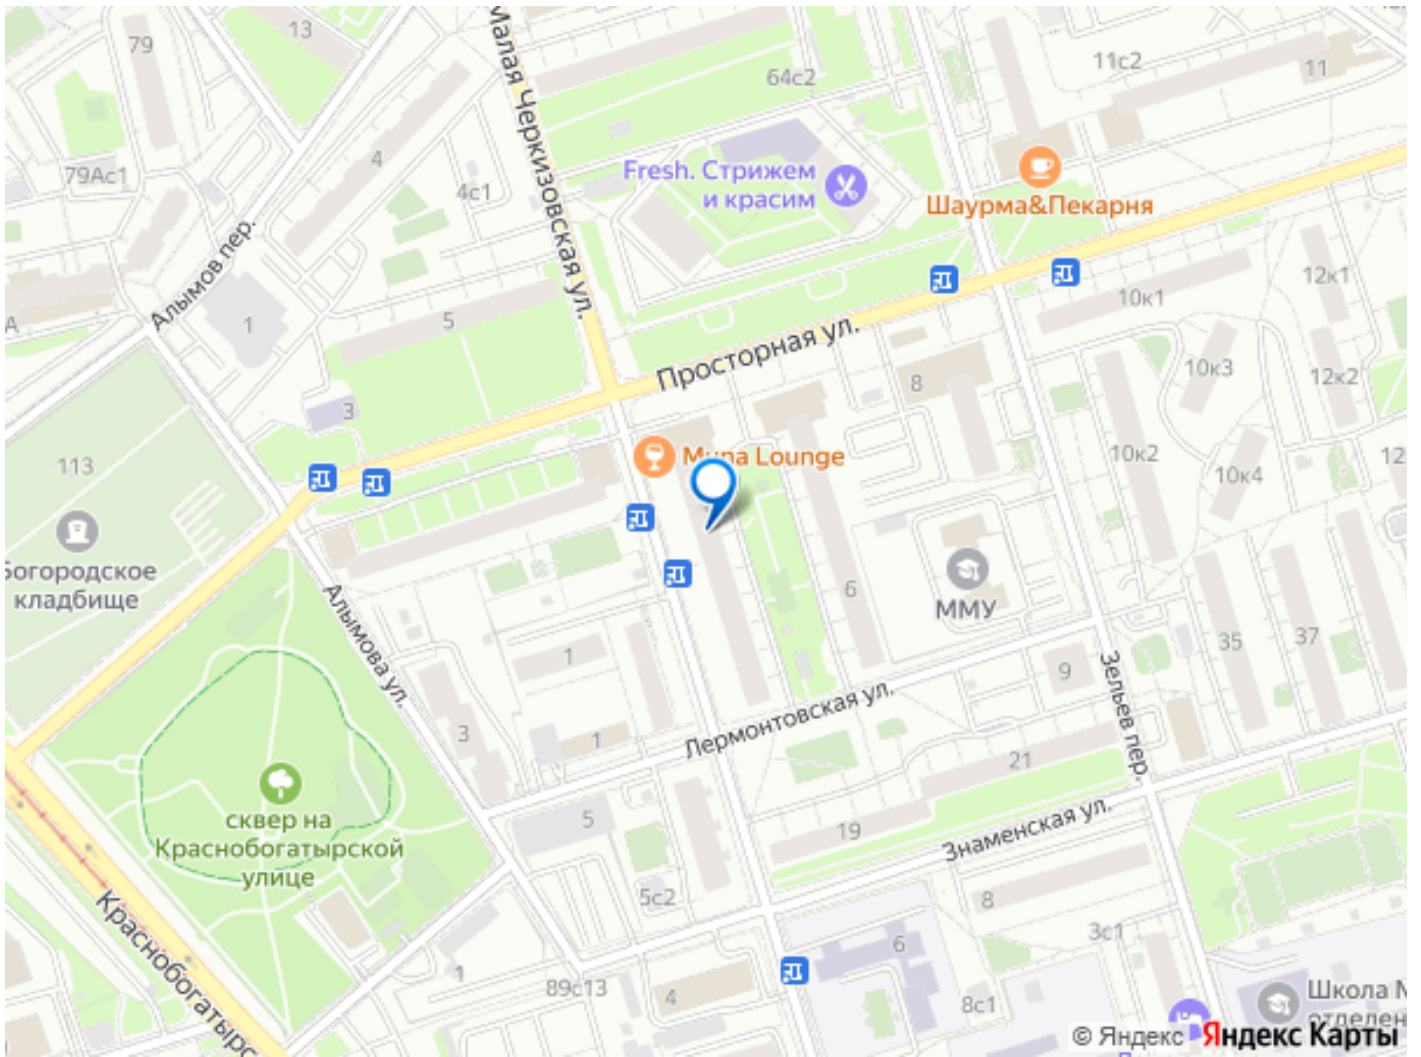 79
13
Малая Черкизовская ул.
64с2
11с2
11
4
79Ас1
4с1
Fresh. Стрижем
и красим
Шаурма&Пекарня
Алымов пер.
12к1
10к1
А
1
5
Просторная ул.
10к3
12к2
8
3
113
Lounge
10к2
10к4
12
Богородское
кладбище
Алымова ул.
ММУ
6
1
35
37
9
Зельев пер.
Лермонтовская ул.
3
1
21
сквер на
Краснобогатырской
улице
5
19
Знаменская ул.
5с2
8
3с1
Краснобогатырс
6
1
89с13
4
8с1
Школа
отделен
© Яндекс Яндекс Карты